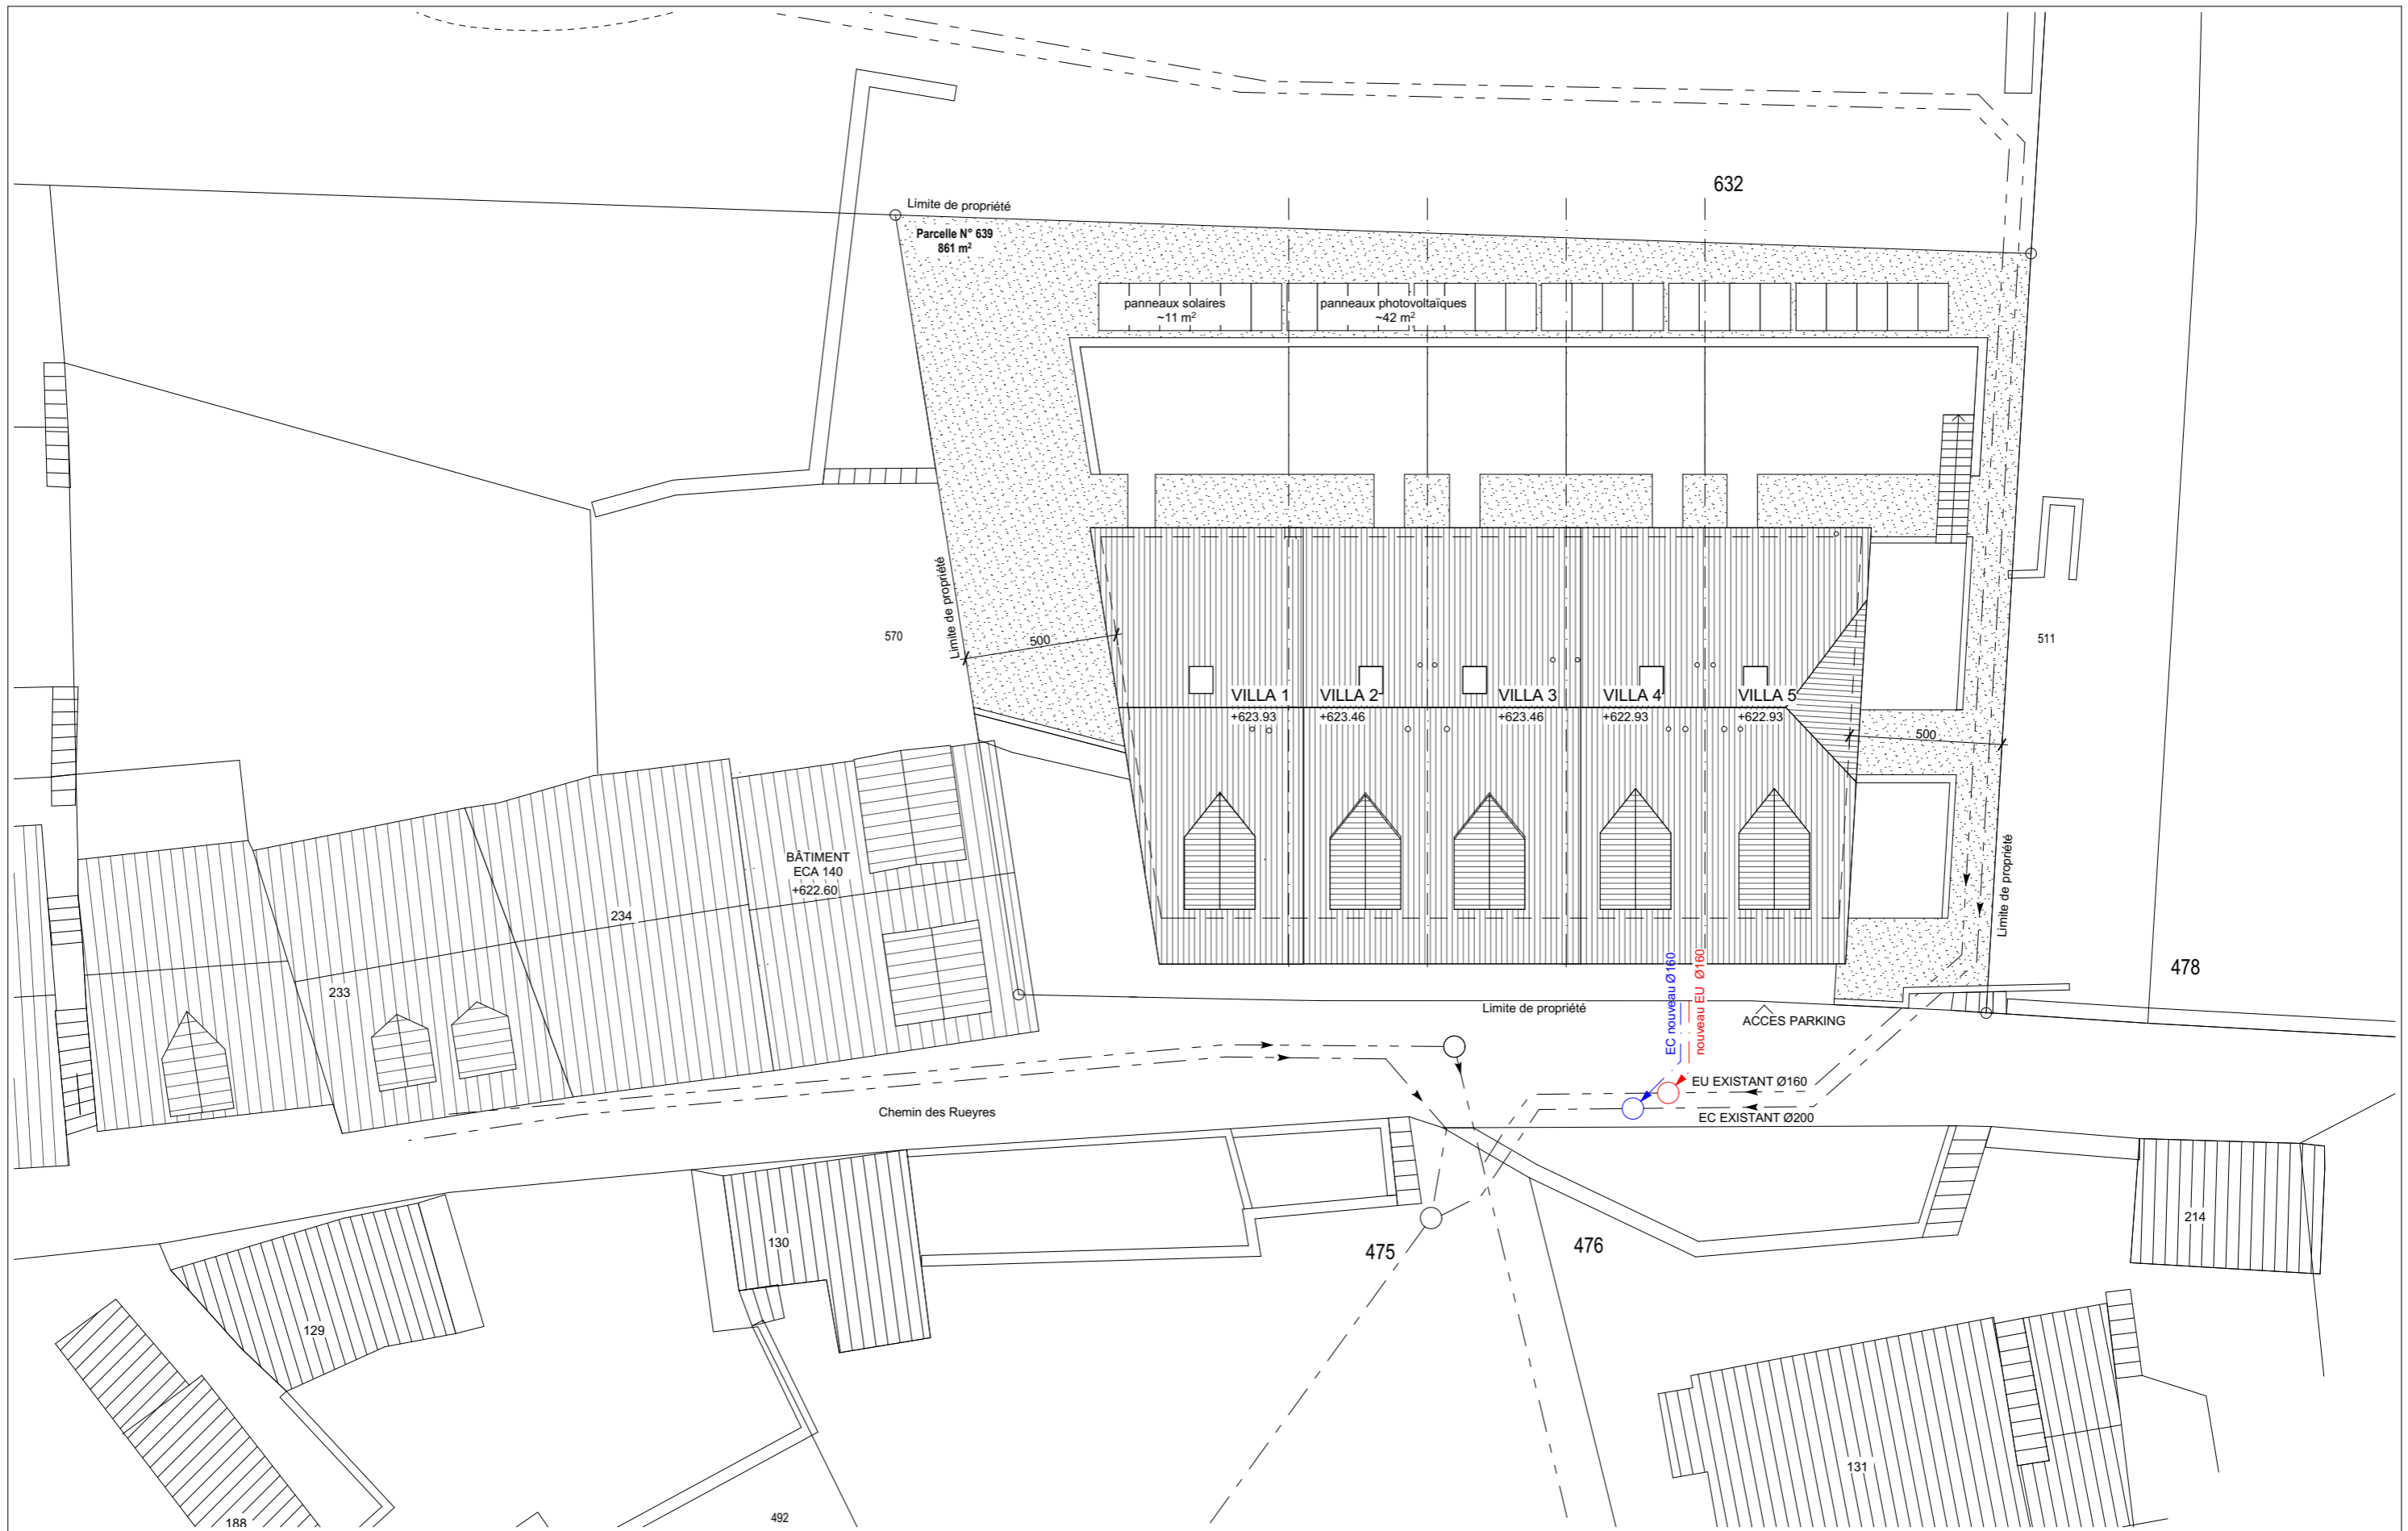 632
Limite de propriété
Parcelle N° 639
861 m²
panneaux solaires
~11 m²
panneaux photovoltaïques
~42 m²
Limite de propriété
570
500
511
VILLA 1
+623.93
VILLA 2
+623.46
VILLA 3
+623.46
VILLA 4
+622.93
VILLA 5
+622.93
500
Limite de propriété
BÂTIMENT
ECA 140
+622.60
234
233
478
EC nouveau Ø160
nouveau EU Ø160
Limite de propriété
ACCES PARKING
EU EXISTANT Ø160
EC EXISTANT Ø200
Chemin des Rueyres
130
475
476
214
129
131
188
492